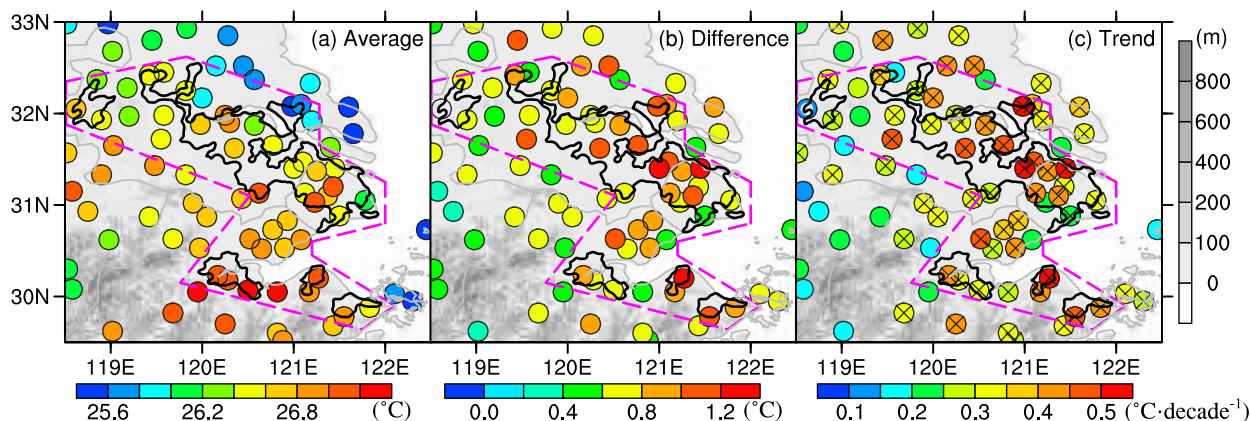 33N
32N
31N
30N
(a) Average
(b) Difference
(c) Trend
(m)
800
600
400
200
100
0
119E 120E 121E 122E
119E 120E 121E 122E
119E 120E 121E 122E
25.6 26.2 26.8 (°C)
0.0 0.4 0.8 1.2 (°C)
0.1 0.2 0.3 0.4 0.5 (°C·decade⁻¹)